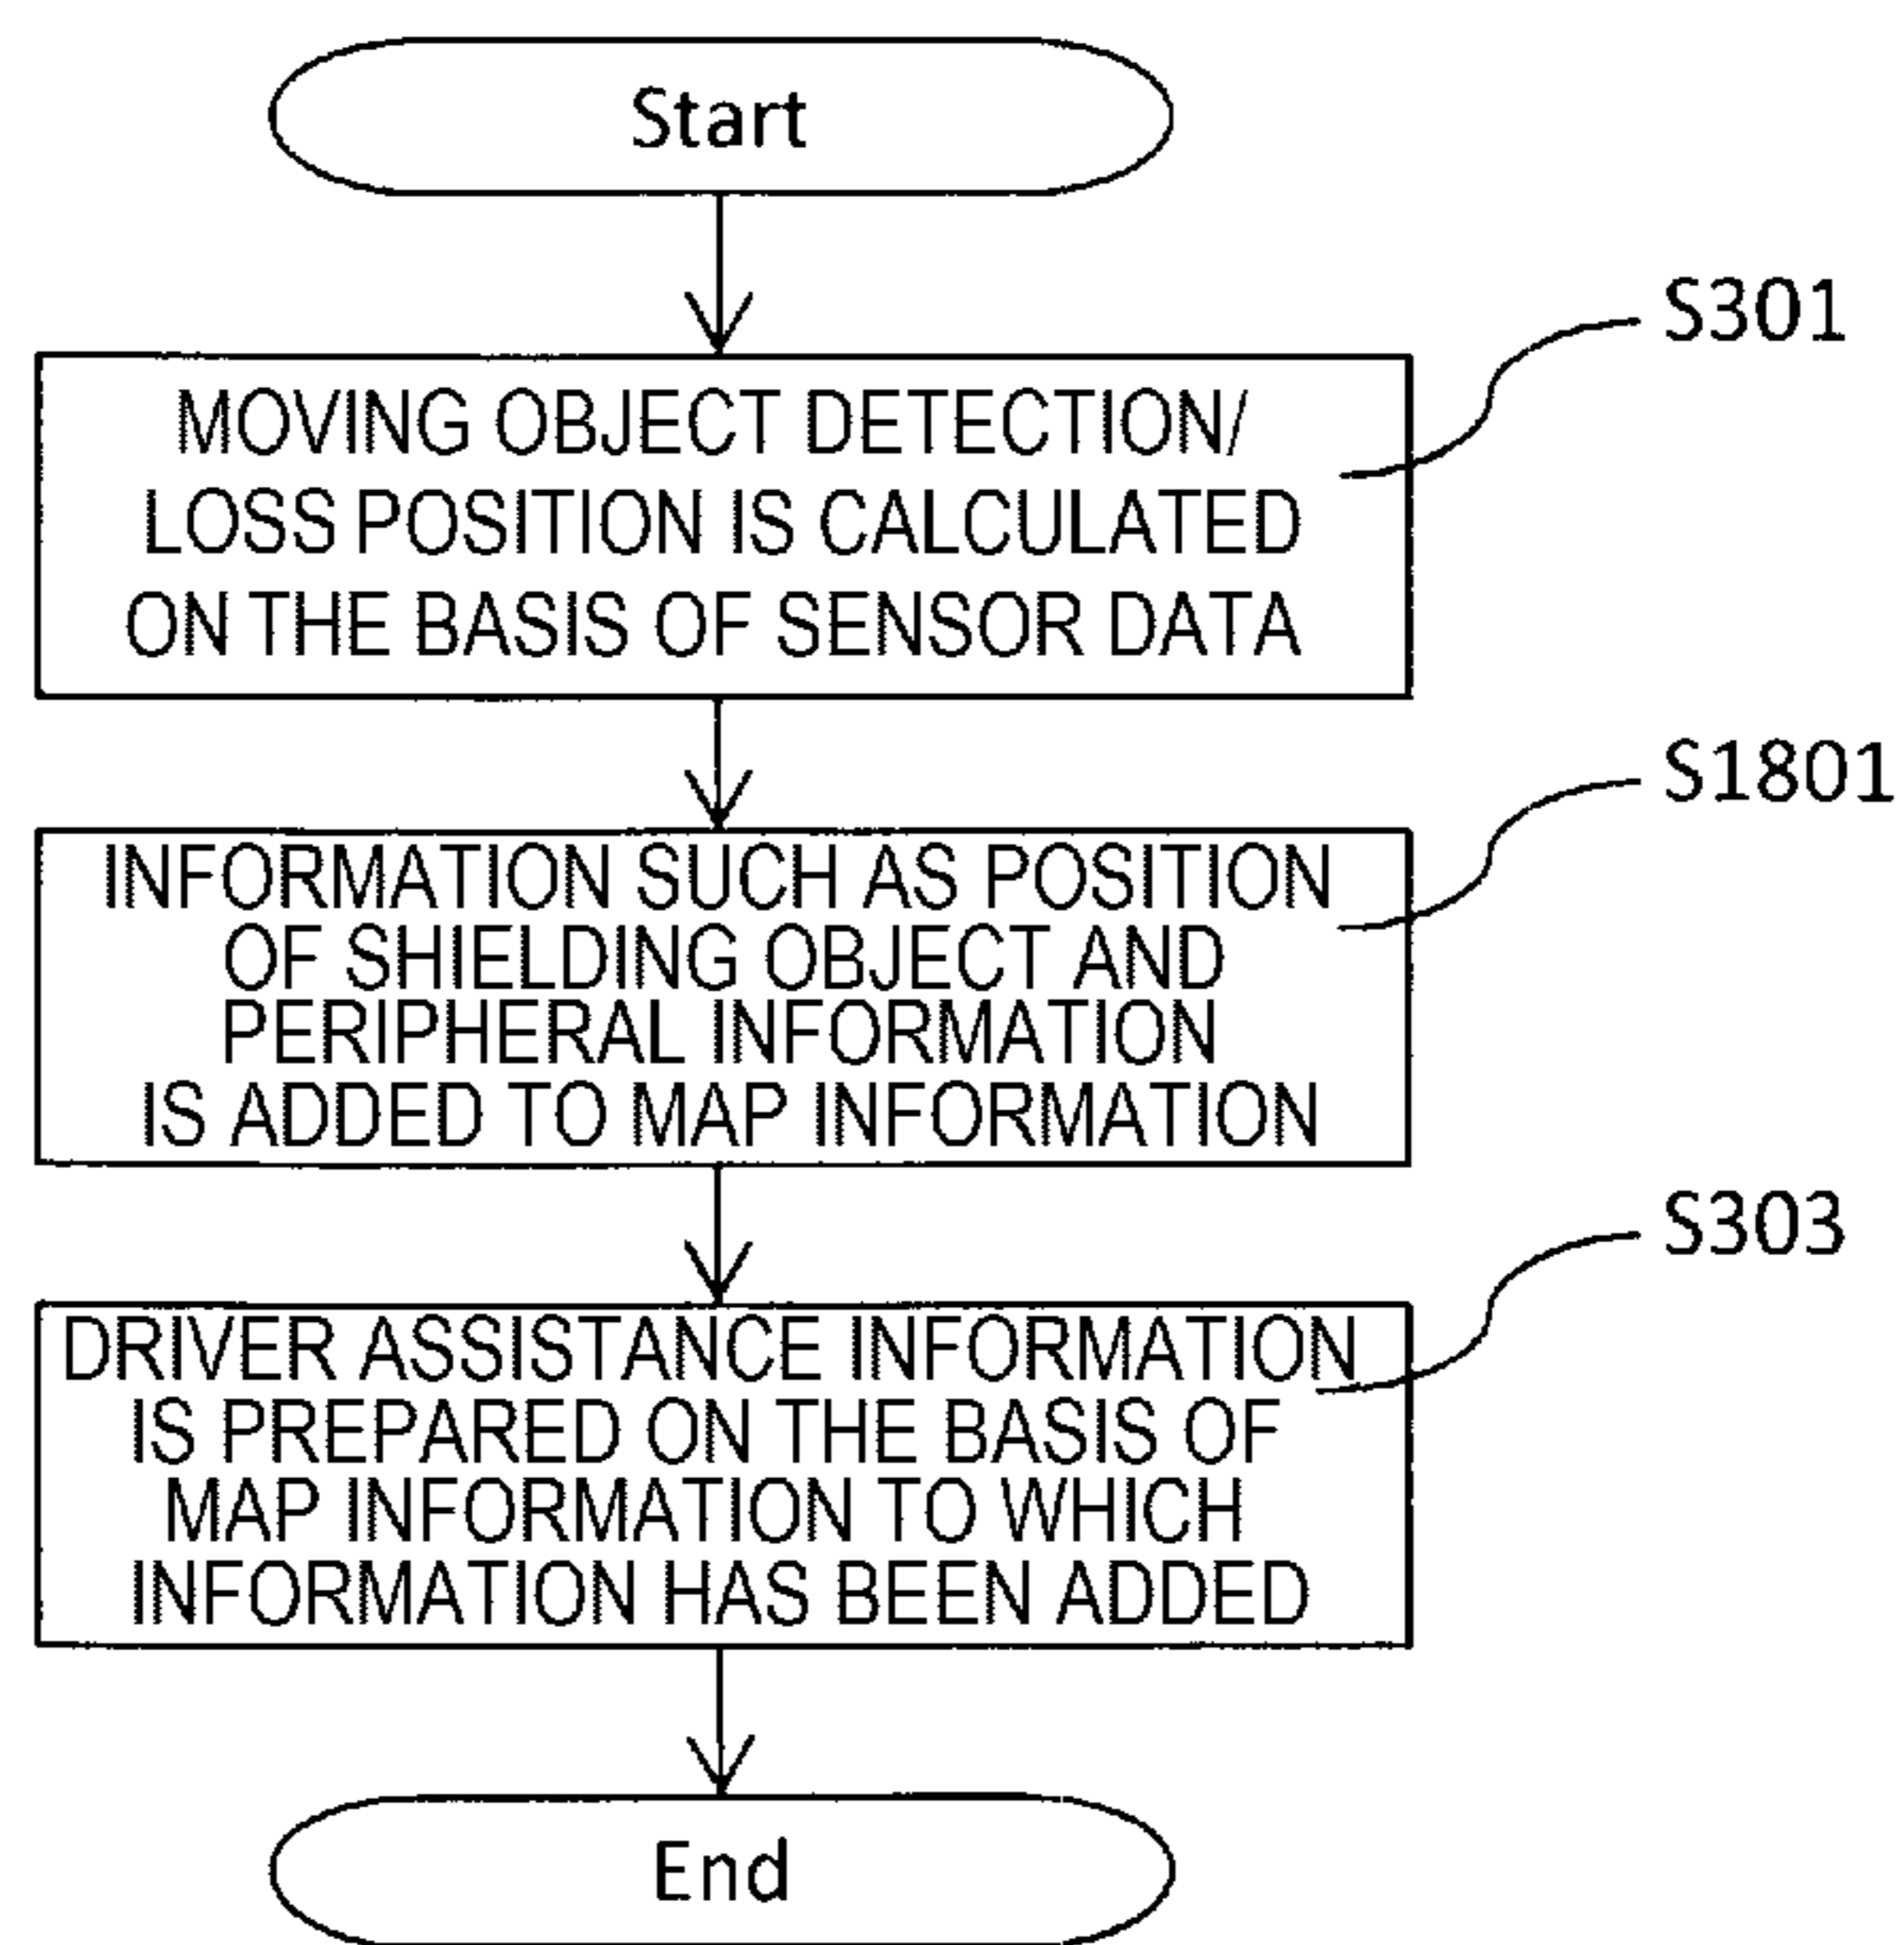 Start
S301
MOVING OBJECT DETECTION/
LOSS POSITION IS CALCULATED
ON THE BASIS OF SENSOR DATA
S1801
INFORMATION SUCH AS POSITION
OF SHIELDING OBJECT AND
PERIPHERAL INFORMATION
IS ADDED TO MAP INFORMATION
S303
DRIVER ASSISTANCE INFORMATION
IS PREPARED ON THE BASIS OF
MAP INFORMATION TO WHICH
INFORMATION HAS BEEN ADDED
End